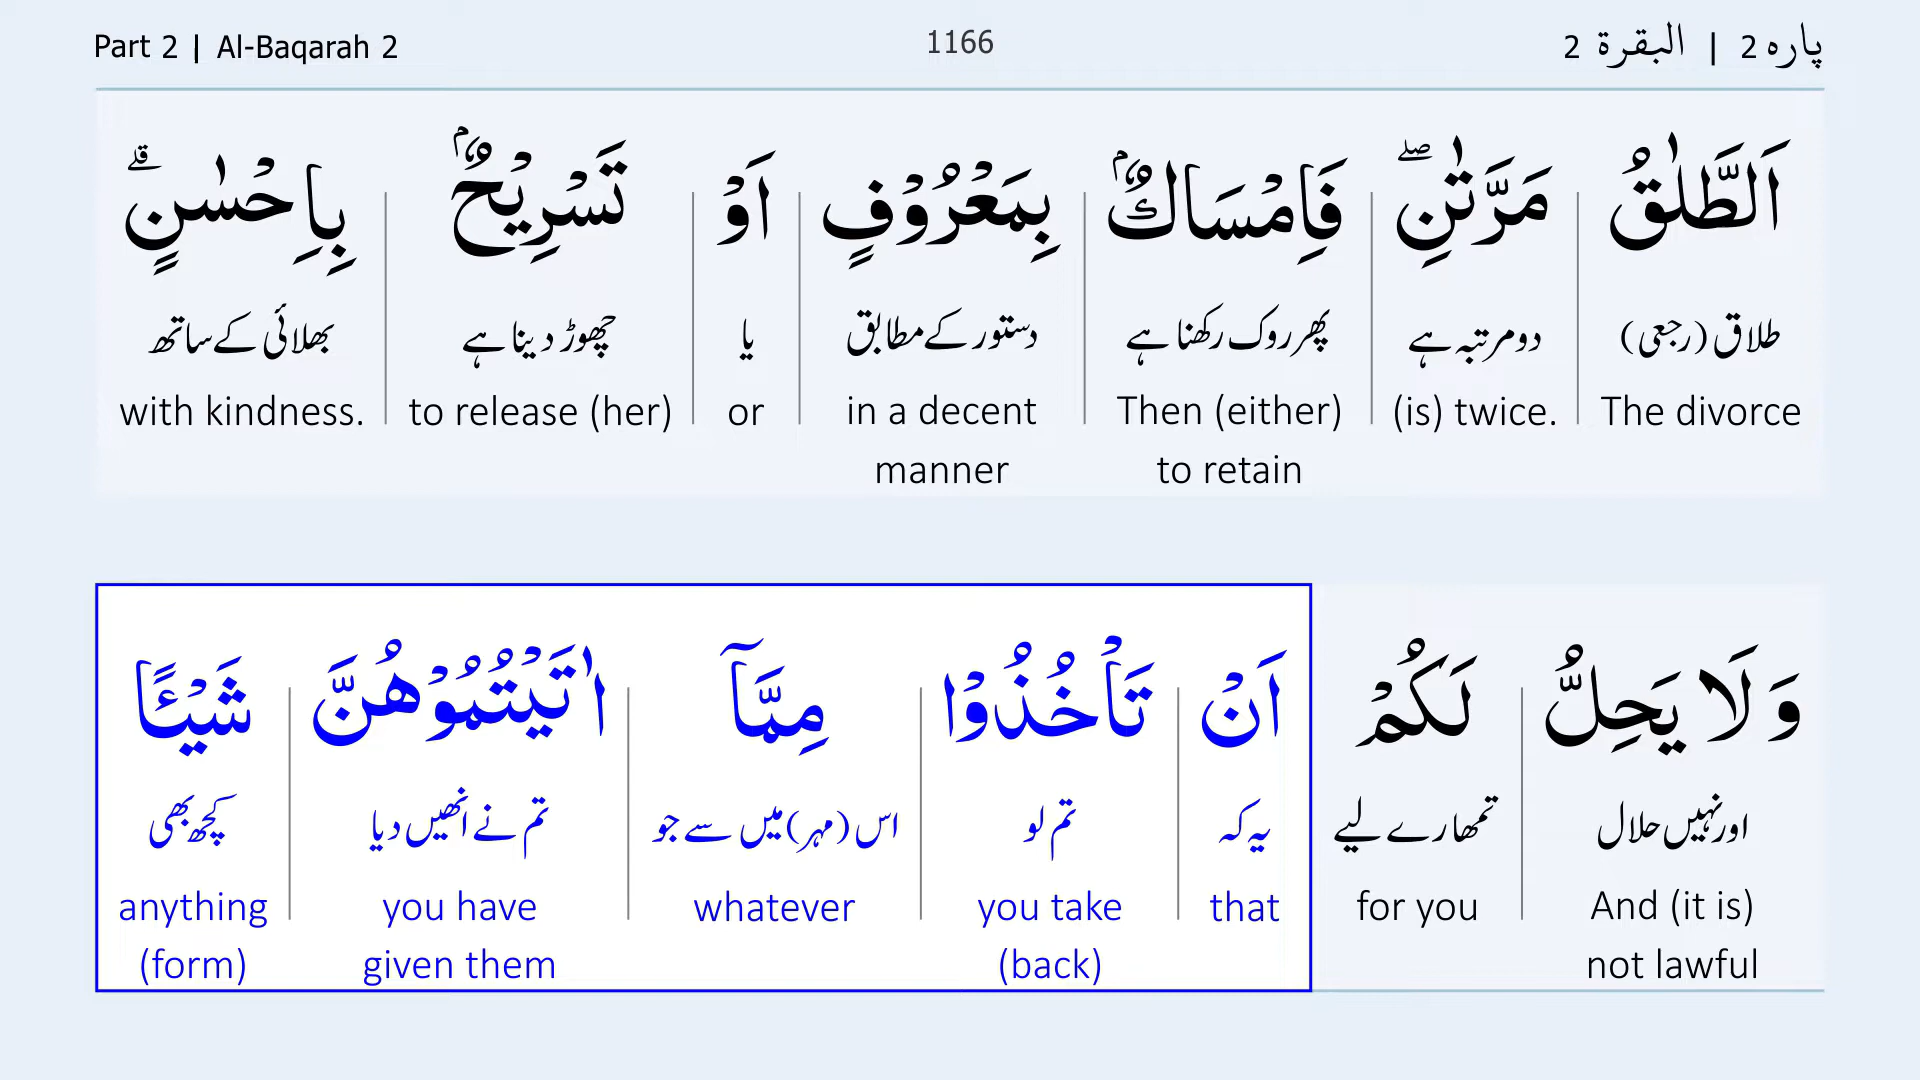 Part 2 | Al-Baqarah 2 1166 پارہ 2 | البقرة 2
اَلطَّلٰقُ مَرَّتٰنِ ۖ فَاِمْسَاكٌۢ بِمَعْرُوْفٍ اَوْ تَسْرِيْحٌۢ بِاِحْسٰنٍ ۗ
طلاق (رجعی) دو مرتبہ ہے پھر روک رکھنا ہے دستور کے مطابق یا چھوڑ دینا ہے بھلائی کے ساتھ
The divorce (is) twice. Then (either) in a decent or to release (her) with kindness.
to retain manner
وَلَا يَحِلُّ لَكُمْ اَنْ تَاْخُذُوْا مِمَّآ اٰتَيْتُمُوْهُنَّ شَيْـًٔا
اور نہیں حلال تمھارے لیے یہ کہ تم لو اس (مہر) میں سے جو تم نے انھیں دیا کچھ بھی
And (it is) for you that you take whatever you have anything
not lawful (back) given them (form)